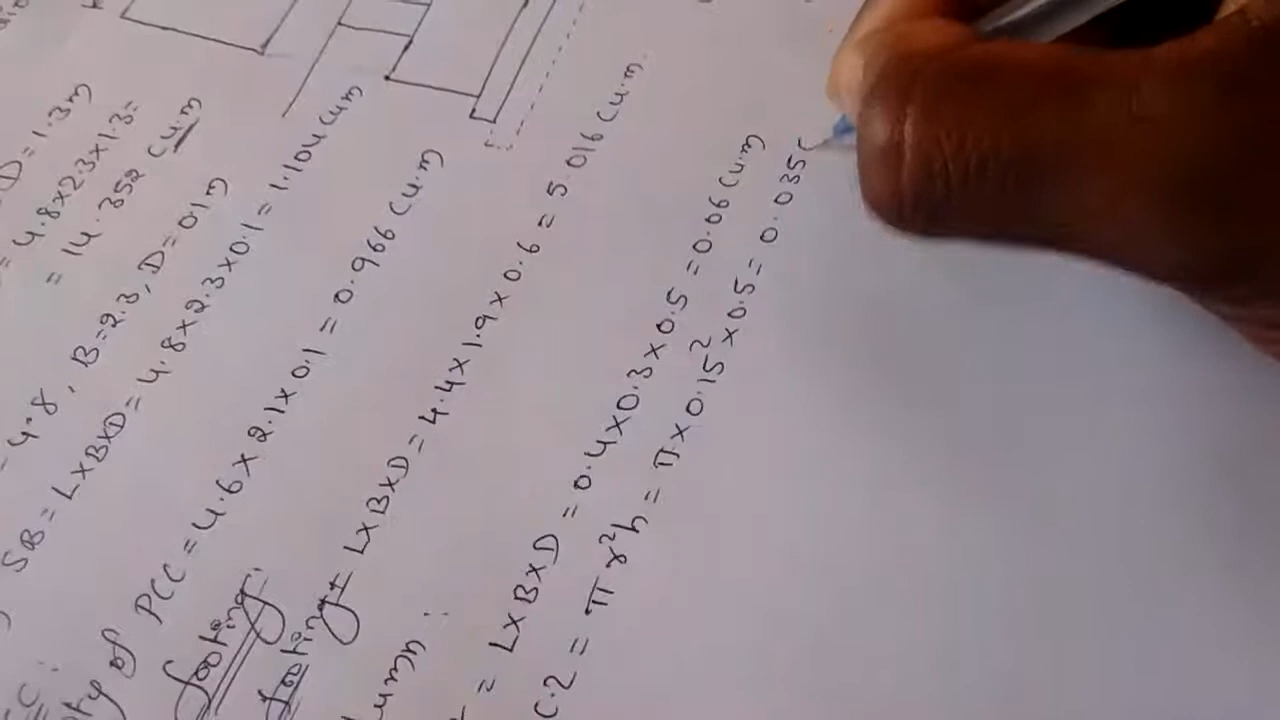 D = 1.3m
= 4.8×2.3×1.3=
= 14.352 Cu.m
4.8, B=2.3, D=0.1m
SB = L×B×D = 4.8×2.3×0.1 = 1.104 Cum
of PCC = 4.6×2.1×0.1 = 0.966 Cu.m
footing:
footing = L×B×D = 4.4×1.9×0.6 = 5.016 Cu.m.
= L×B×D = 0.4×0.3×0.5 = 0.06 Cu.m
C.2 = πr²h = π×0.15²×0.5 = 0.035 C